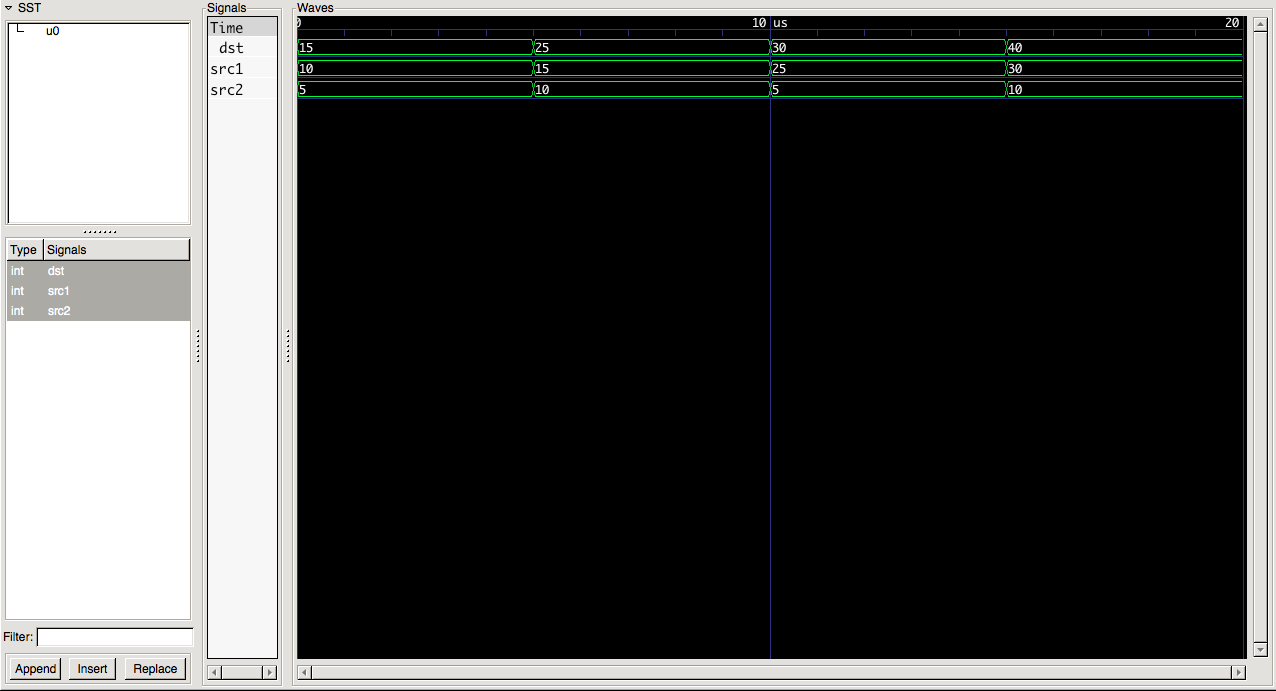 SST
u0
Type Signals
int dst
int src1
int src2
Filter:
Append Insert Replace
Signals
Time
dst
src1
src2
Waves
0 10 us 20
15 25 30 40
10 15 25 30
5 10 5 10